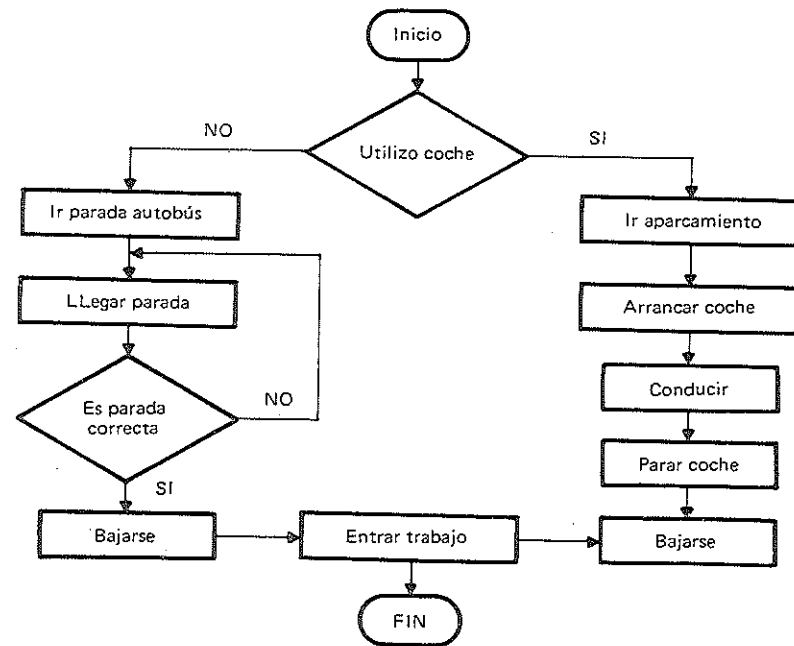 Inicio
Utilizo coche
NO
SI
Ir parada autobús
Ir aparcamiento
LLegar parada
Arrancar coche
Es parada
correcta
NO
Conducir
Parar coche
SI
Bajarse
Entrar trabajo
Bajarse
FIN